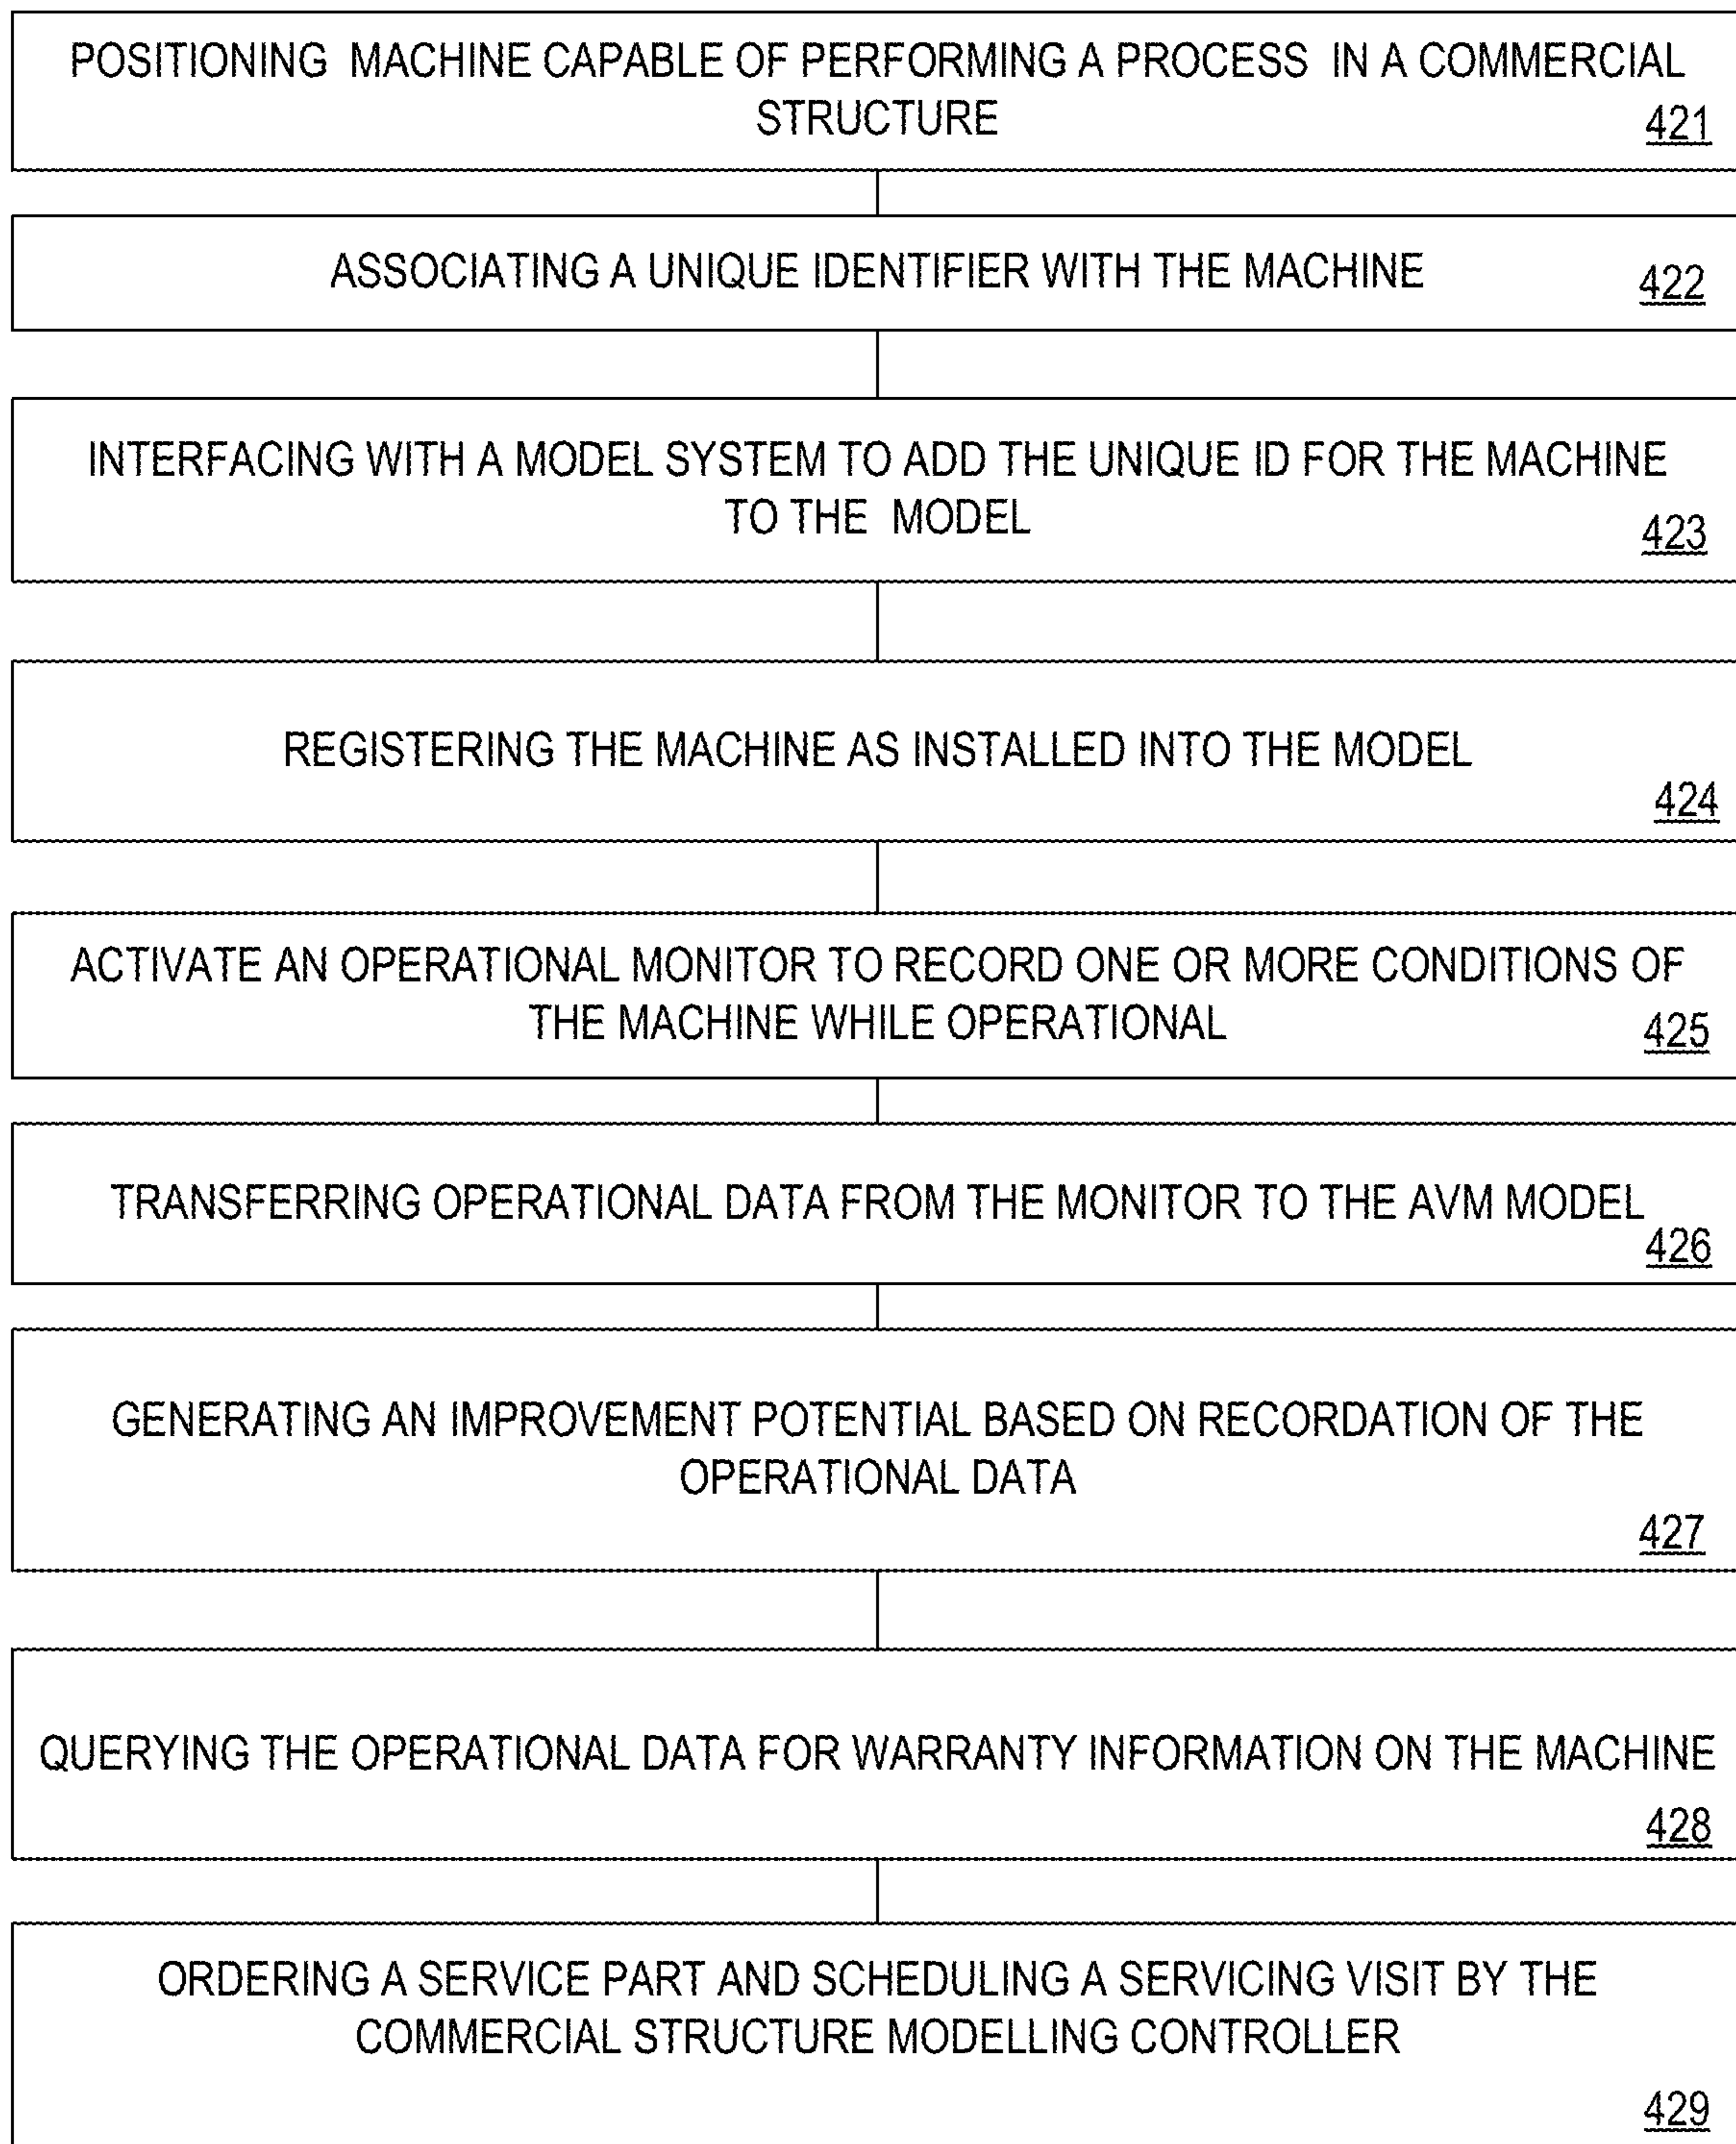 POSITIONING MACHINE CAPABLE OF PERFORMING A PROCESS IN A COMMERCIAL
STRUCTURE
421
ASSOCIATING A UNIQUE IDENTIFIER WITH THE MACHINE
422
INTERFACING WITH A MODEL SYSTEM TO ADD THE UNIQUE ID FOR THE MACHINE
TO THE MODEL
423
REGISTERING THE MACHINE AS INSTALLED INTO THE MODEL
424
ACTIVATE AN OPERATIONAL MONITOR TO RECORD ONE OR MORE CONDITIONS OF
THE MACHINE WHILE OPERATIONAL
425
TRANSFERRING OPERATIONAL DATA FROM THE MONITOR TO THE AVM MODEL
426
GENERATING AN IMPROVEMENT POTENTIAL BASED ON RECORDATION OF THE
OPERATIONAL DATA
427
QUERYING THE OPERATIONAL DATA FOR WARRANTY INFORMATION ON THE MACHINE
428
ORDERING A SERVICE PART AND SCHEDULING A SERVICING VISIT BY THE
COMMERCIAL STRUCTURE MODELLING CONTROLLER
429